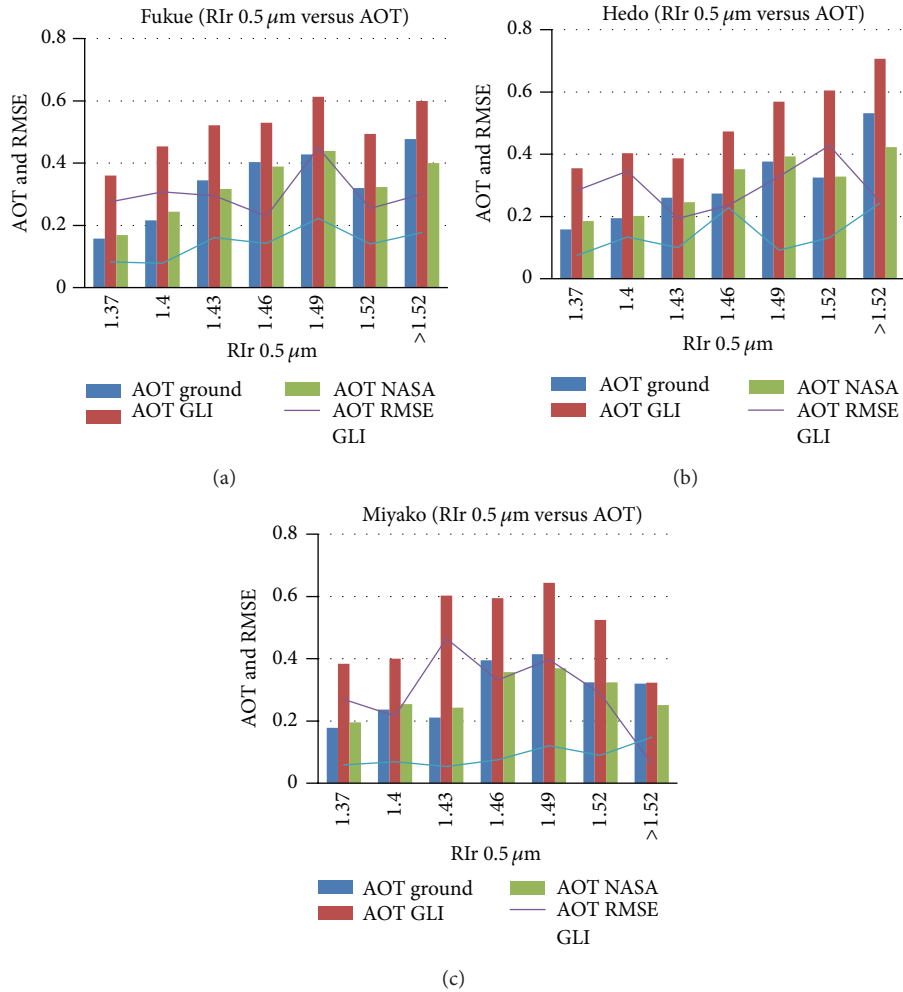 Fukue (RIr 0.5 μm versus AOT)
0.8
0.6
0.4
0.2
0
AOT and RMSE
1.37
1.4
1.43
1.46
1.49
1.52
>1.52
RIr 0.5 μm
AOT ground
AOT GLI
AOT NASA
AOT RMSE
GLI
(a)
Hedo (RIr 0.5 μm versus AOT)
0.8
0.6
0.4
0.2
0
AOT and RMSE
1.37
1.4
1.43
1.46
1.49
1.52
>1.52
RIr 0.5 μm
AOT ground
AOT GLI
AOT NASA
AOT RMSE
GLI
(b)
Miyako (RIr 0.5 μm versus AOT)
0.8
0.6
0.4
0.2
0
AOT and RMSE
1.37
1.4
1.43
1.46
1.49
1.52
>1.52
RIr 0.5 μm
AOT ground
AOT GLI
AOT NASA
AOT RMSE
GLI
(c)